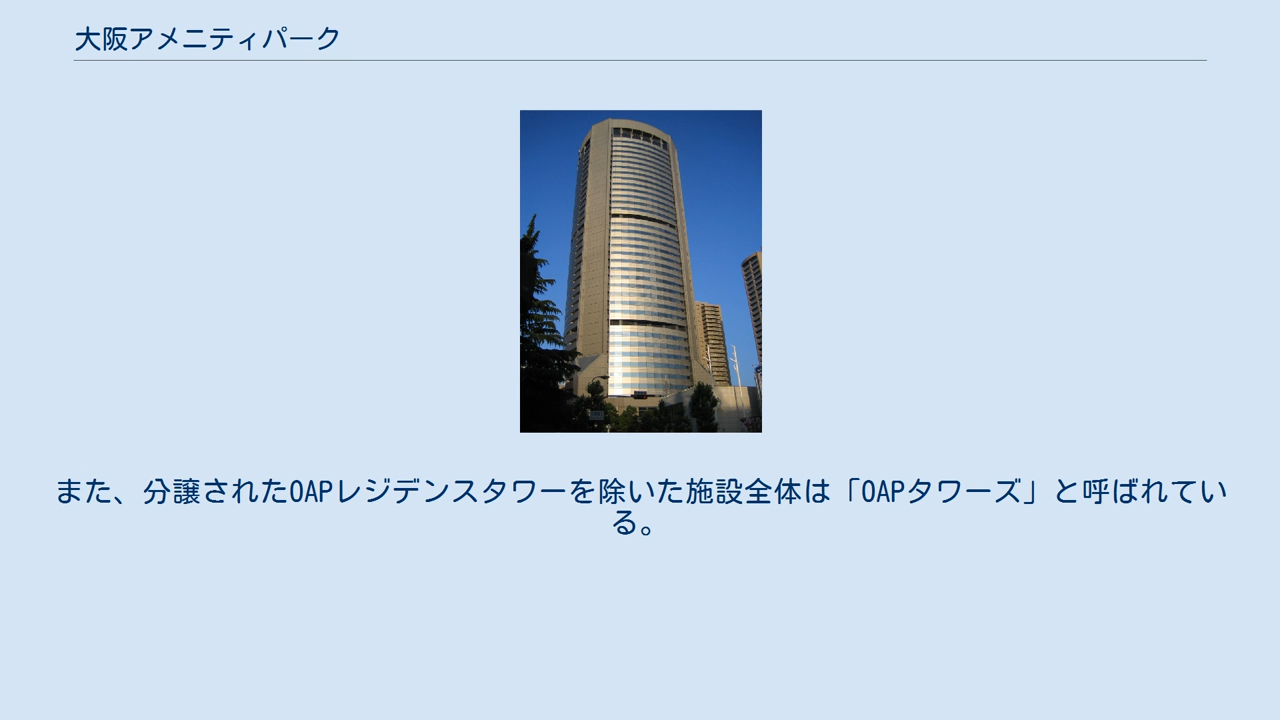 大阪アメニティパーク
また、分譲されたOAPレジデンスタワーを除いた施設全体は「OAPタワーズ」と呼ばれてい
る。